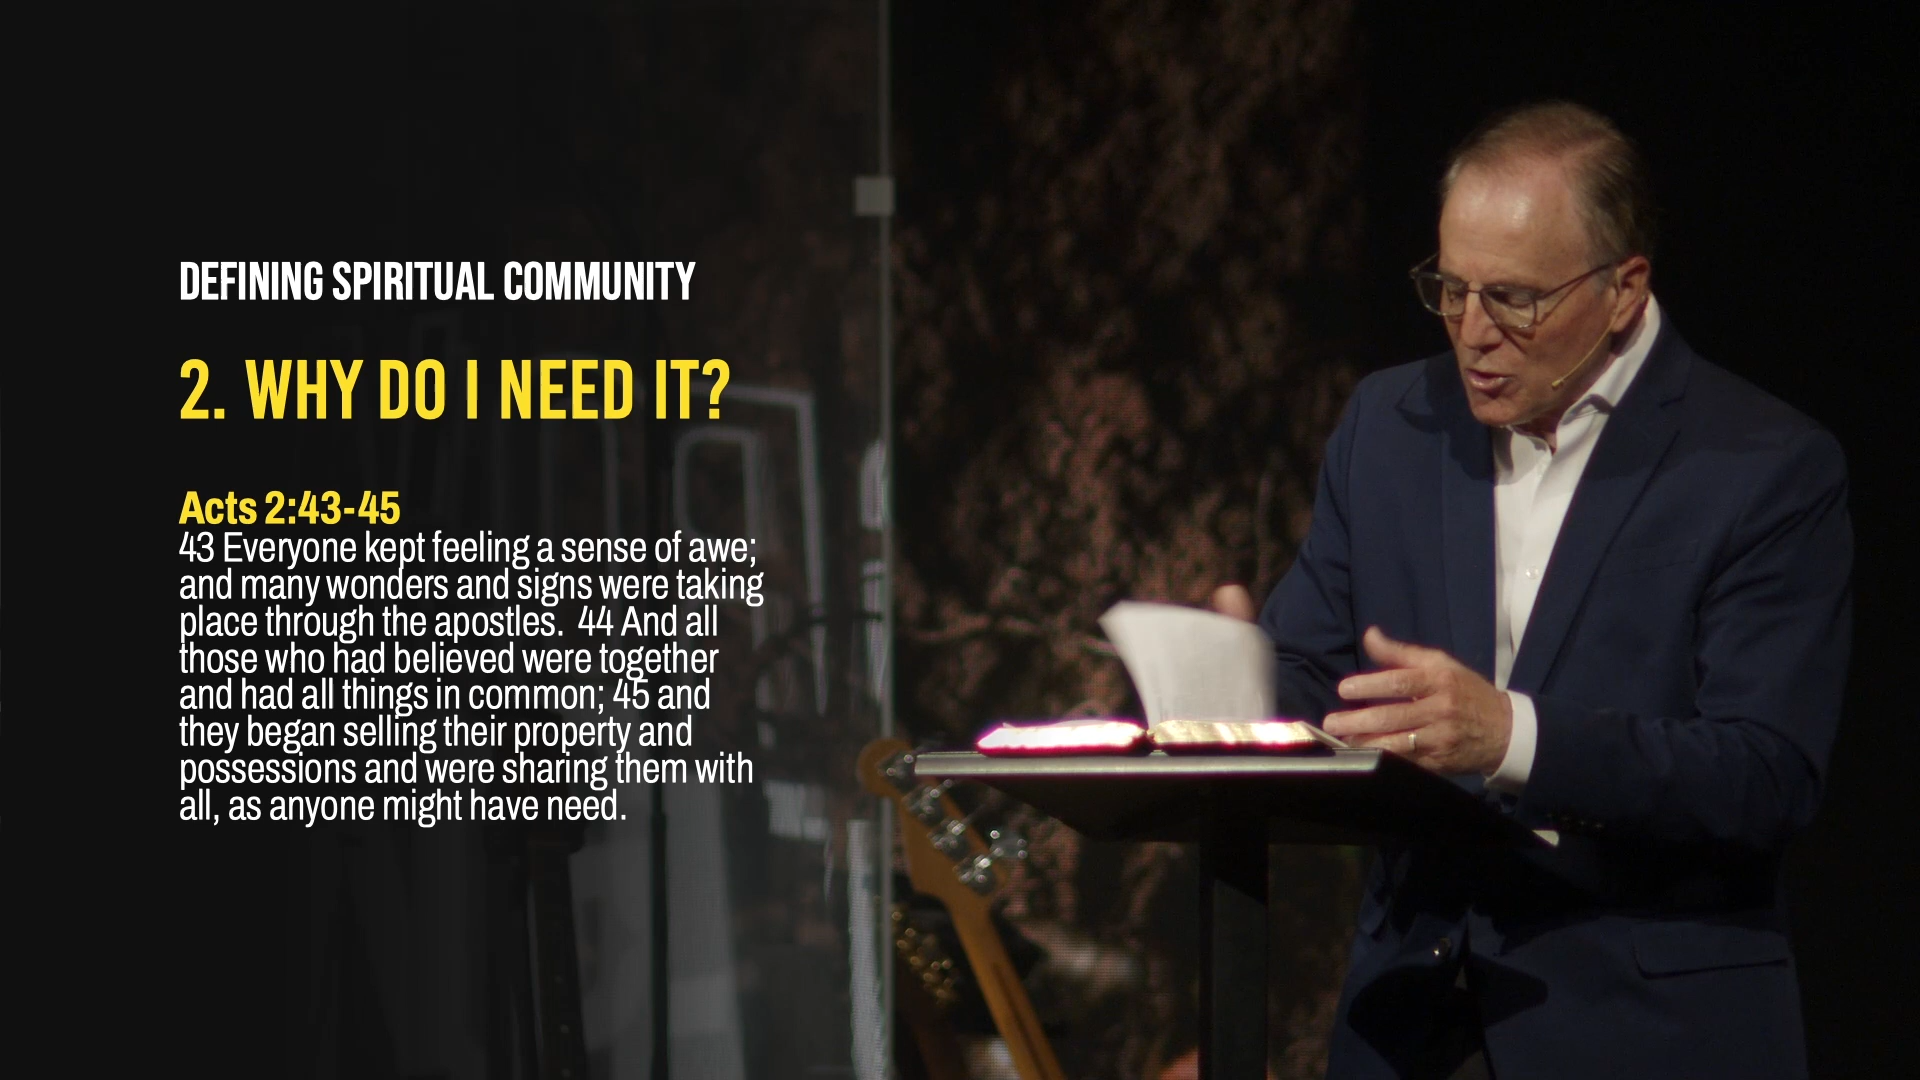 DEFINING SPIRITUAL COMMUNITY
2. WHY DO I NEED IT?
Acts 2:43-45
43 Everyone kept feeling a sense of awe;
and many wonders and signs were taking
place through the apostles.  44 And all
those who had believed were together
and had all things in common; 45 and
they began selling their property and
possessions and were sharing them with
all, as anyone might have need.